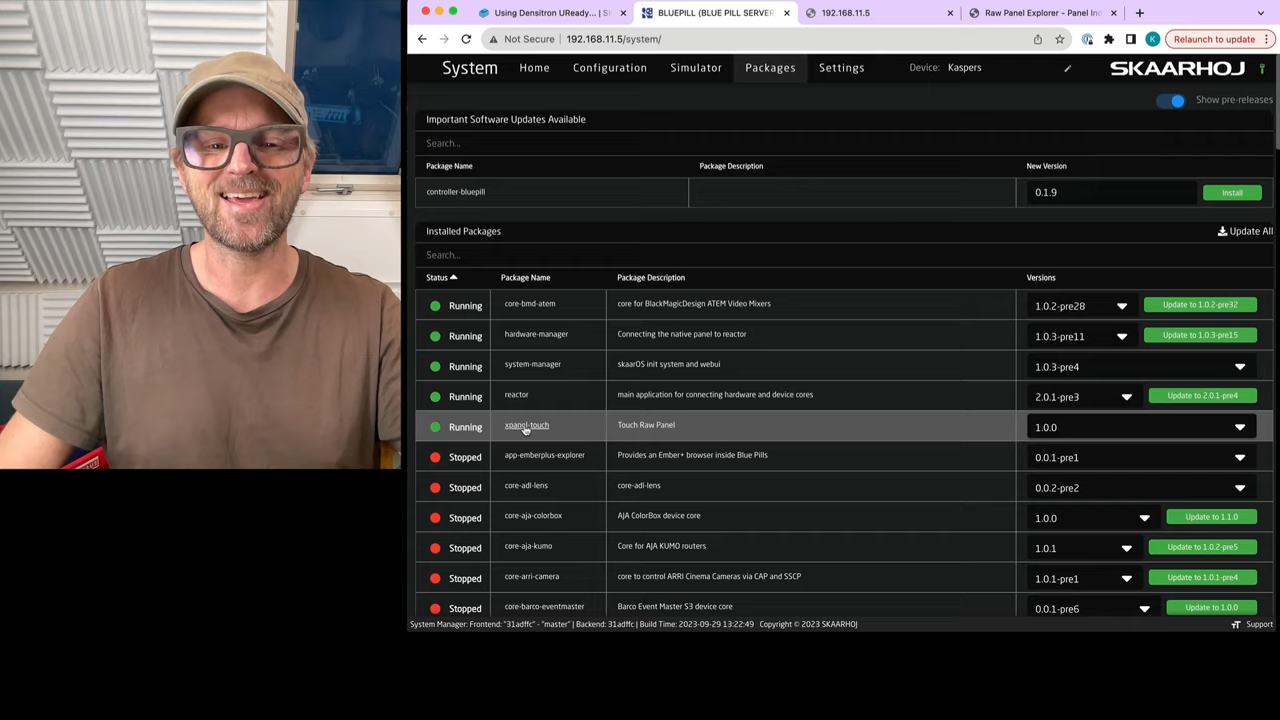 Using Densitron UReady... | Sk
BLUEPILL (BLUE PILL SERVER
192.168.11.5
Raw Panel Explorer - Panel Ind
Not Secure 192.168.11.5/system/
K
Relaunch to update
System Home Configuration Simulator Packages Settings Device: Kaspers SKAARHOJ
Show pre-releases
Important Software Updates Available
Search...
Package Name Package Description New Version
controller-bluepill 0.1.9 Install
Installed Packages Update All
Search...
Status Package Name Package Description Versions
Running core-bmd-atem core for BlackMagicDesign ATEM Video Mixers 1.0.2-pre28 Update to 1.0.2-pre32
Running hardware-manager Connecting the native panel to reactor 1.0.3-pre11 Update to 1.0.3-pre15
Running system-manager skaarOS init system and webui 1.0.3-pre4
Running reactor main application for connecting hardware and device cores 2.0.1-pre3 Update to 2.0.1-pre4
Running xpanel-touch Touch Raw Panel 1.0.0
Stopped app-emberplus-explorer Provides an Ember+ browser inside Blue Pills 0.0.1-pre1
Stopped core-adl-lens core-adl-lens 0.0.2-pre2
Stopped core-aja-colorbox AJA ColorBox device core 1.0.0 Update to 1.1.0
Stopped core-aja-kumo Core for AJA KUMO routers 1.0.1 Update to 1.0.2-pre5
Stopped core-arri-camera core to control ARRI Cinema Cameras via CAP and SSCP 1.0.1-pre1 Update to 1.0.1-pre4
Stopped core-barco-eventmaster Barco Event Master S3 device core 0.0.1-pre6 Update to 1.0.0
System Manager: Frontend: "31adffc" - "master" | Backend: 31adffc | Build Time: 2023-09-29 13:22:49 Copyright © 2023 SKAARHOJ Support